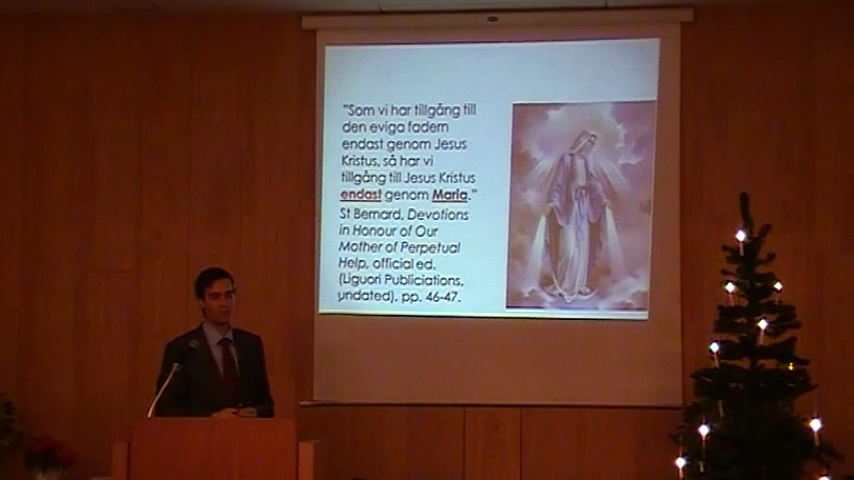 "Som vi har tillgång till
den eviga fadern
endast genom Jesus
Kristus, så har vi
tillgång till Jesus Kristus
endast genom Maria."
St Bernard, Devotions
in Honour of Our
Mother of Perpetual
Help, official ed.
(Liguori Publiciations,
undated), pp. 46-47.